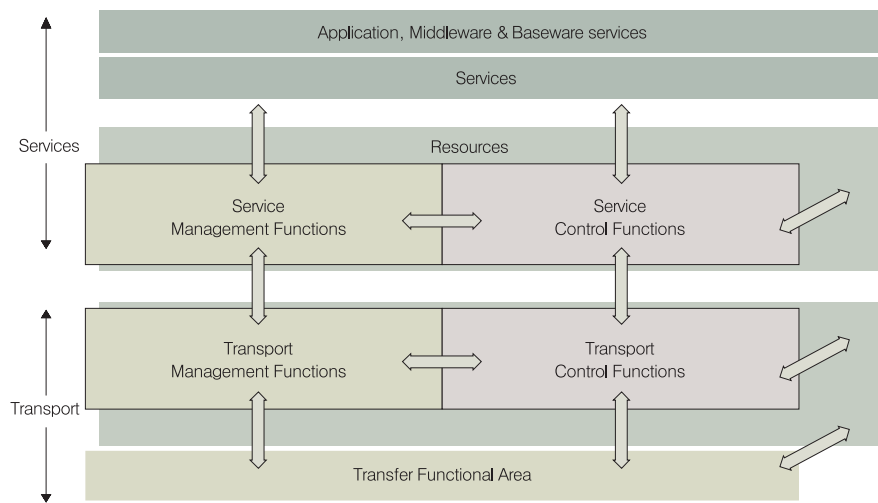 Application, Middleware & Baseware services
Services
Services
Resources
Service
Management Functions
Service
Control Functions
Transport
Management Functions
Transport
Control Functions
Transport
Transfer Functional Area